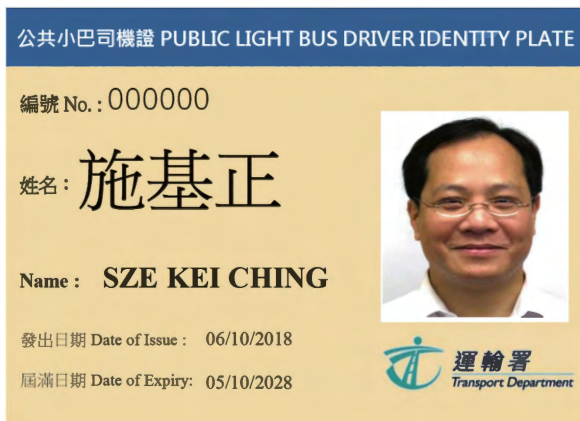 公共小巴司機證 PUBLIC LIGHT BUS DRIVER IDENTITY PLATE
編號 No. : 000000
姓名 : 施基正
Name : SZE KEI CHING
發出日期 Date of Issue : 06/10/2018
屆滿日期 Date of Expiry: 05/10/2028
運輸署
Transport Department